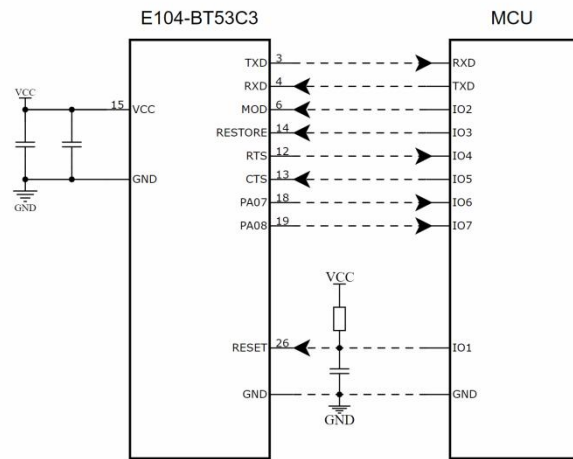 E104-BT53C3 MCU
TXD 3 RXD
RXD 4 TXD
VCC 15 VCC MOD 6 IO2
RESTORE 14 IO3
RTS 12 IO4
GND CTS 13 IO5
GND PA07 18 IO6
PA08 19 IO7
VCC
RESET 26 IO1
GND GND
GND